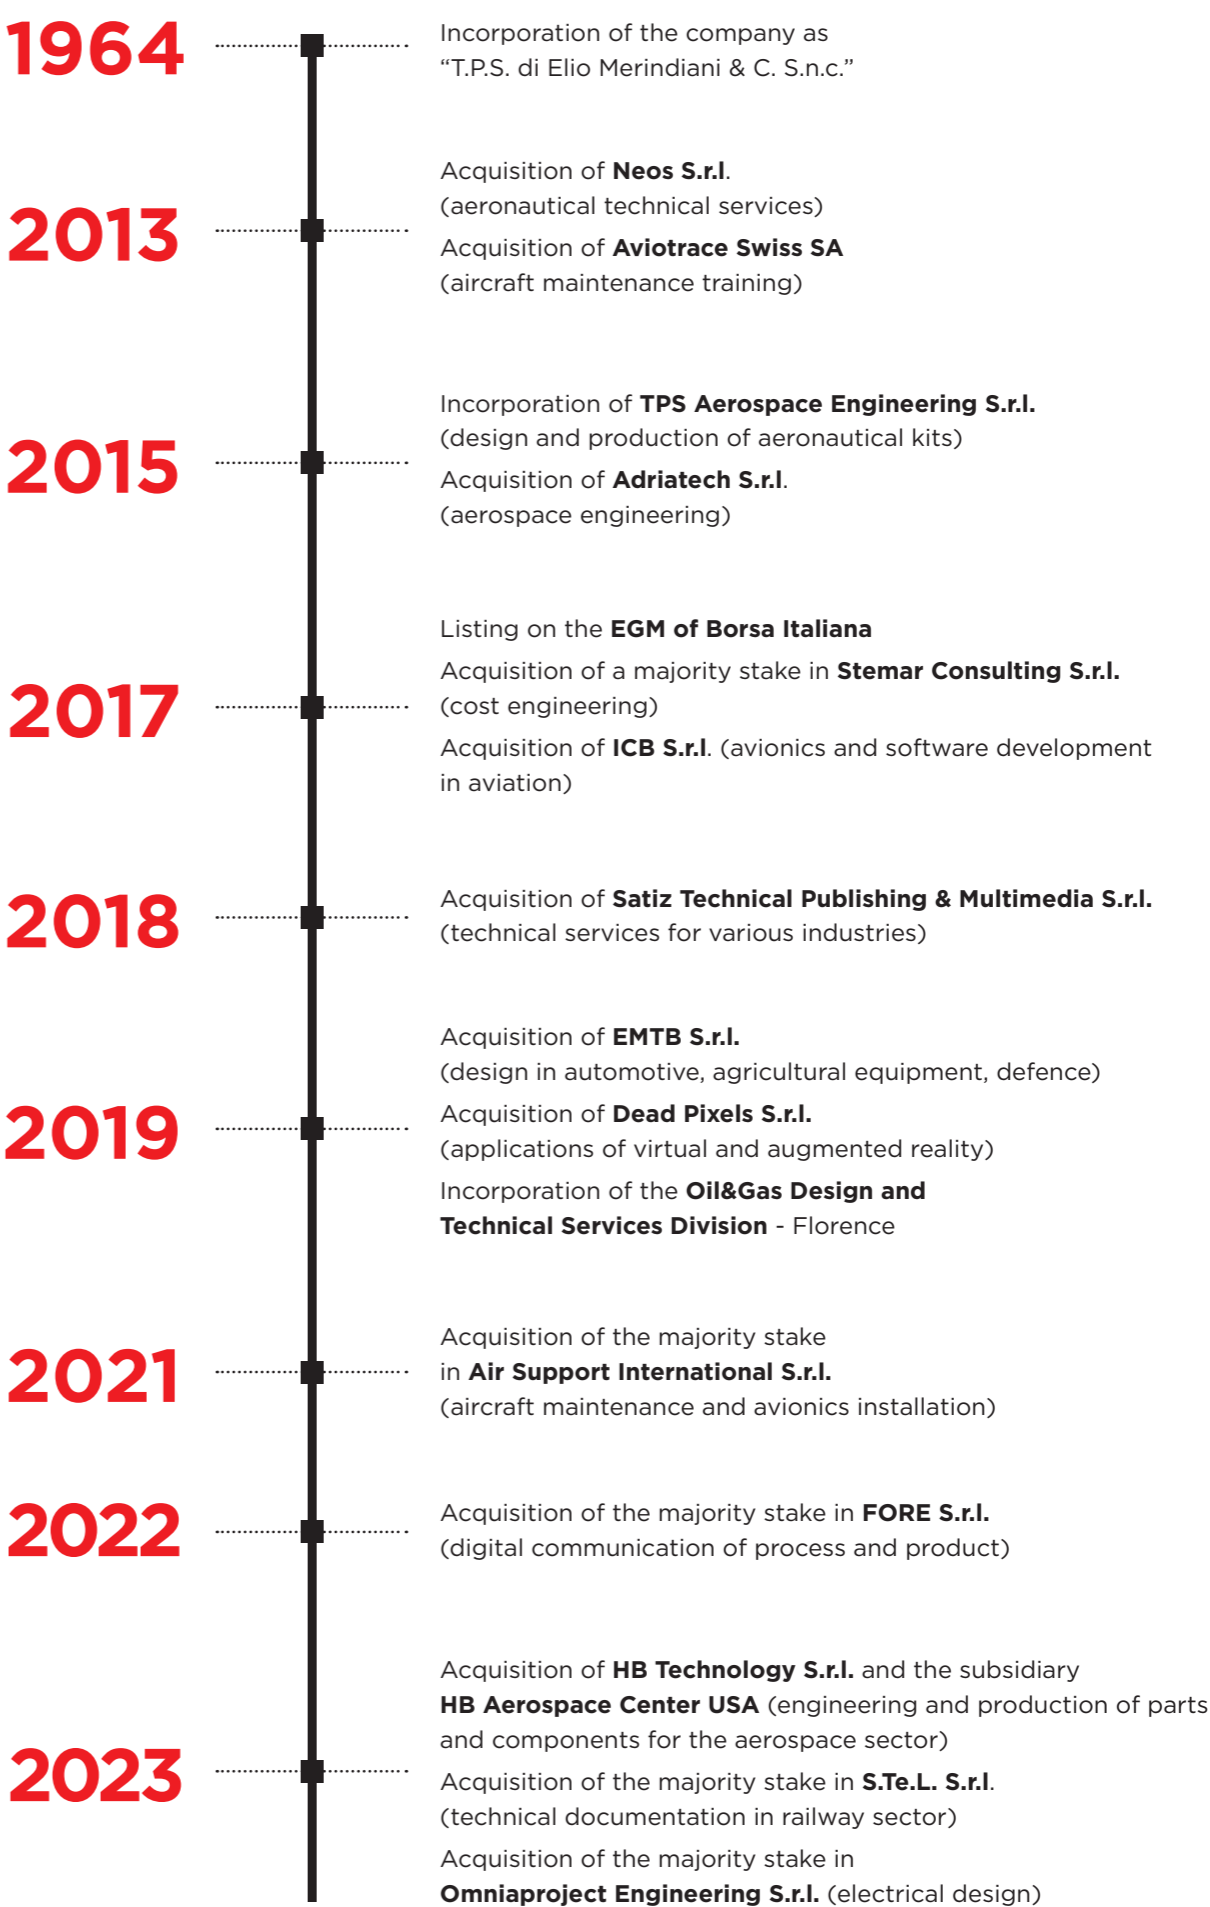 1964
Incorporation of the company as
“T.P.S. di Elio Merindiani & C. S.n.c.”
2013
Acquisition of Neos S.r.l.
(aeronautical technical services)
Acquisition of Aviotrace Swiss SA
(aircraft maintenance training)
2015
Incorporation of TPS Aerospace Engineering S.r.l.
(design and production of aeronautical kits)
Acquisition of Adriatech S.r.l.
(aerospace engineering)
2017
Listing on the EGM of Borsa Italiana
Acquisition of a majority stake in Stemar Consulting S.r.l.
(cost engineering)
Acquisition of ICB S.r.l. (avionics and software development
in aviation)
2018
Acquisition of Satiz Technical Publishing & Multimedia S.r.l.
(technical services for various industries)
2019
Acquisition of EMTB S.r.l.
(design in automotive, agricultural equipment, defence)
Acquisition of Dead Pixels S.r.l.
(applications of virtual and augmented reality)
Incorporation of the Oil&Gas Design and
Technical Services Division - Florence
2021
Acquisition of the majority stake
in Air Support International S.r.l.
(aircraft maintenance and avionics installation)
2022
Acquisition of the majority stake in FORE S.r.l.
(digital communication of process and product)
2023
Acquisition of HB Technology S.r.l. and the subsidiary
HB Aerospace Center USA (engineering and production of parts
and components for the aerospace sector)
Acquisition of the majority stake in S.Te.L. S.r.l.
(technical documentation in railway sector)
Acquisition of the majority stake in
Omniaproject Engineering S.r.l. (electrical design)